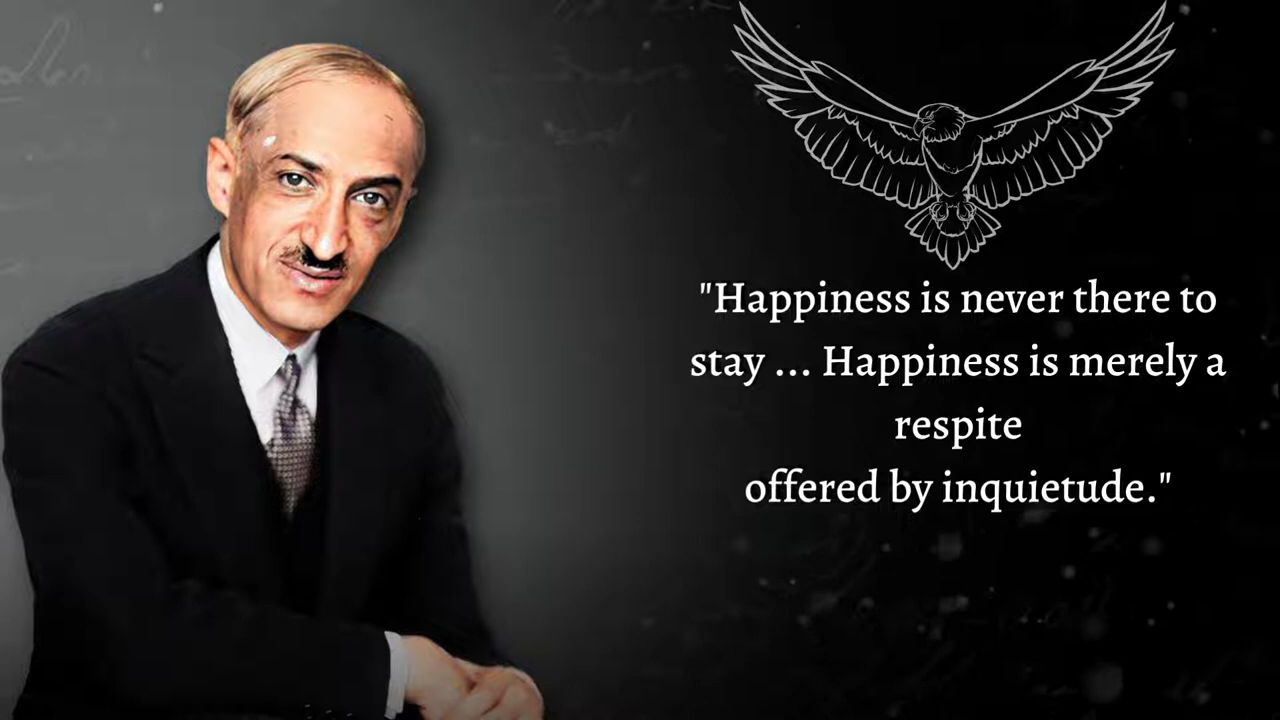 "Happiness is never there to
stay ... Happiness is merely a
respite
offered by inquietude."